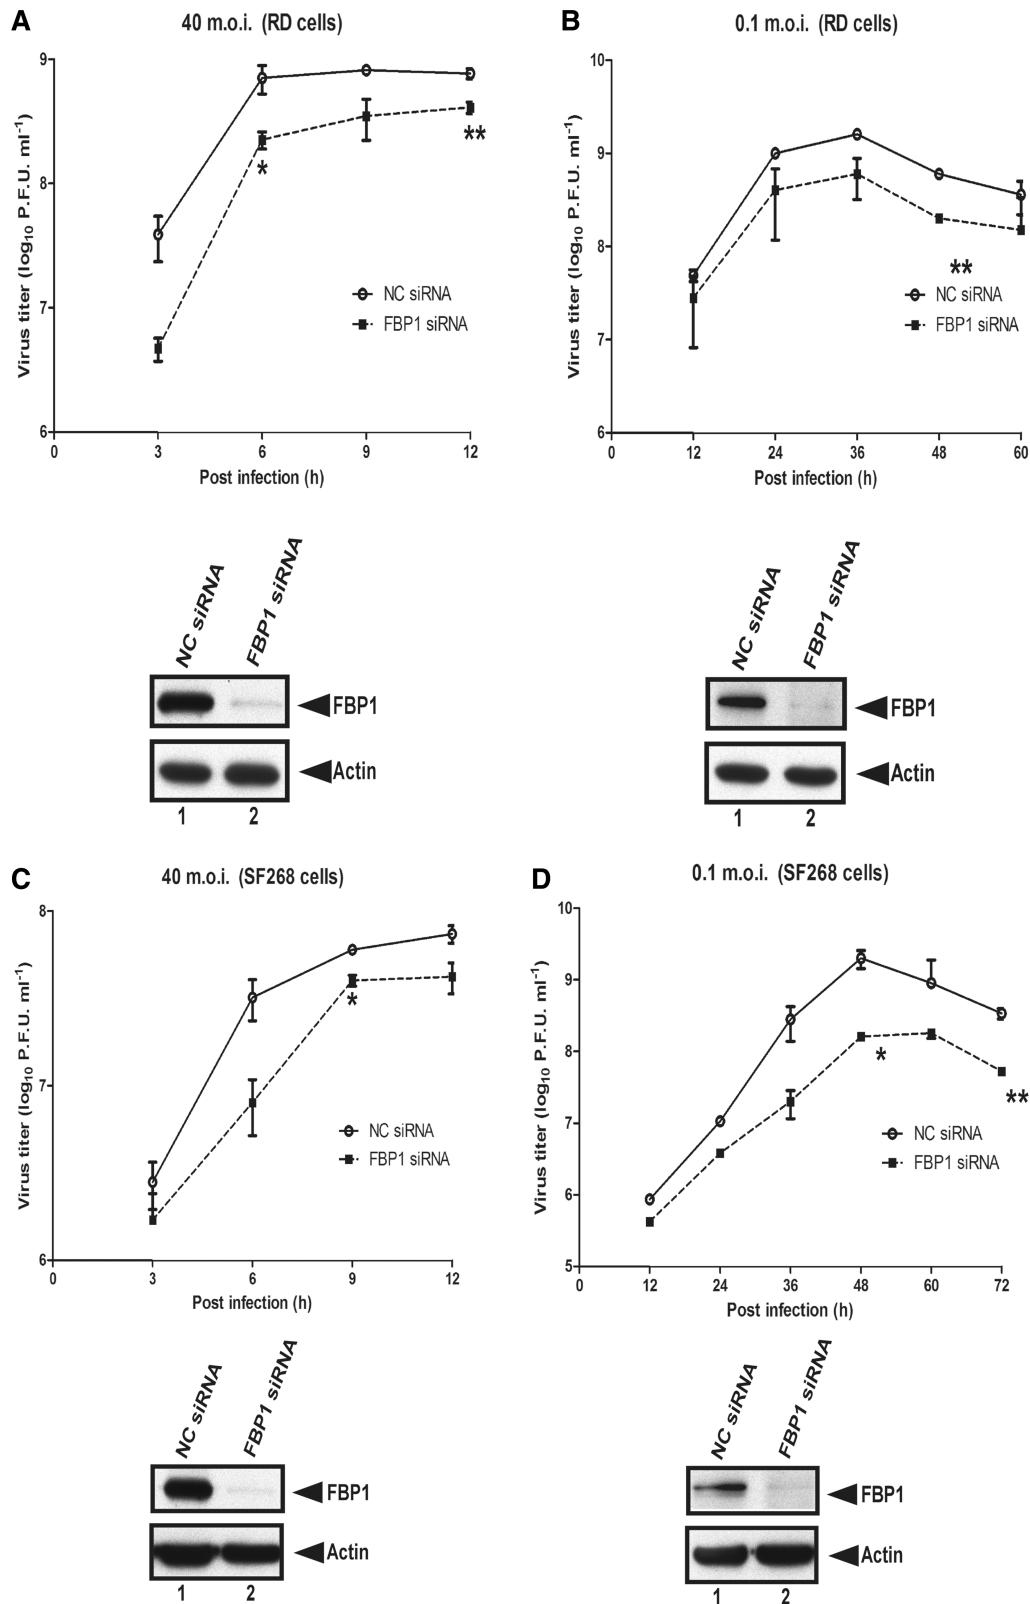 A
40 m.o.i. (RD cells)
Virus titer (log10 P.F.U. ml-1)
9
8
7
6
0
3
6
9
12
Post infection (h)
*
**
NC siRNA
FBP1 siRNA
NC siRNA
FBP1 siRNA
FBP1
Actin
1
2
B
0.1 m.o.i. (RD cells)
Virus titer (log10 P.F.U. ml-1)
10
9
8
7
6
0
12
24
36
48
60
Post infection (h)
**
NC siRNA
FBP1 siRNA
NC siRNA
FBP1 siRNA
FBP1
Actin
1
2
C
40 m.o.i. (SF268 cells)
Virus titer (log10 P.F.U. ml-1)
8
7
6
0
3
6
9
12
Post infection (h)
*
NC siRNA
FBP1 siRNA
NC siRNA
FBP1 siRNA
FBP1
Actin
1
2
D
0.1 m.o.i. (SF268 cells)
Virus titer (log10 P.F.U. ml-1)
10
9
8
7
6
5
0
12
24
36
48
60
72
Post infection (h)
*
**
NC siRNA
FBP1 siRNA
NC siRNA
FBP1 siRNA
FBP1
Actin
1
2